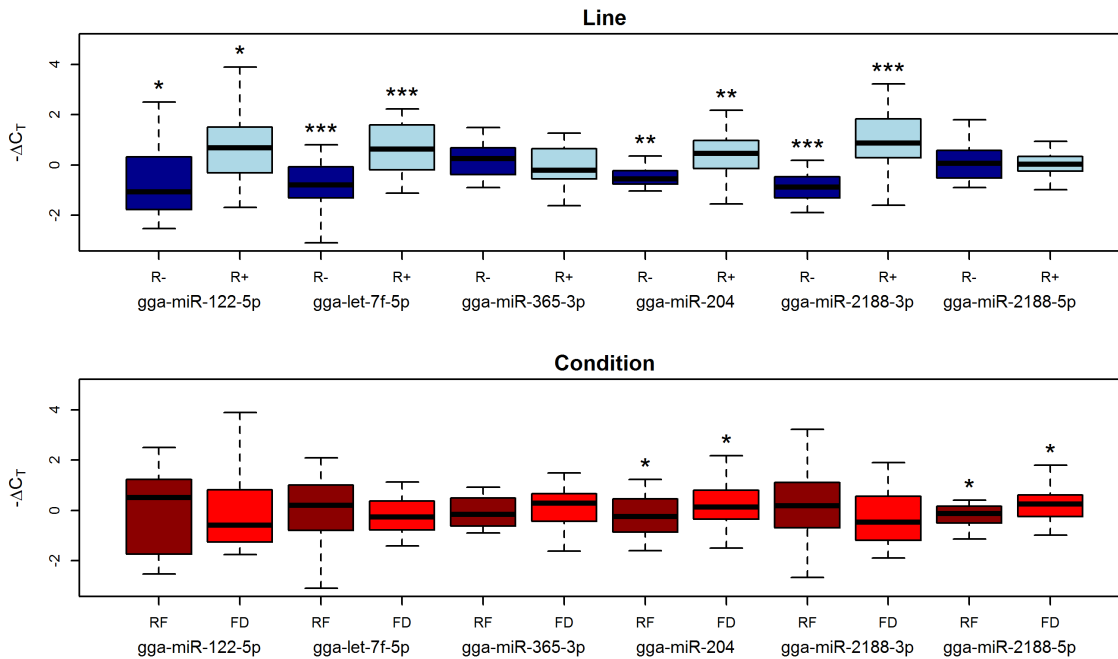 Line
* * *** *** ** ** *** ***
-ΔCT
4
2
0
-2
R- R+ R- R+ R- R+ R- R+ R- R+ R- R+
gga-miR-122-5p gga-let-7f-5p gga-miR-365-3p gga-miR-204 gga-miR-2188-3p gga-miR-2188-5p
Condition
* * * *
-ΔCT
4
2
0
-2
RF FD RF FD RF FD RF FD RF FD RF FD
gga-miR-122-5p gga-let-7f-5p gga-miR-365-3p gga-miR-204 gga-miR-2188-3p gga-miR-2188-5p